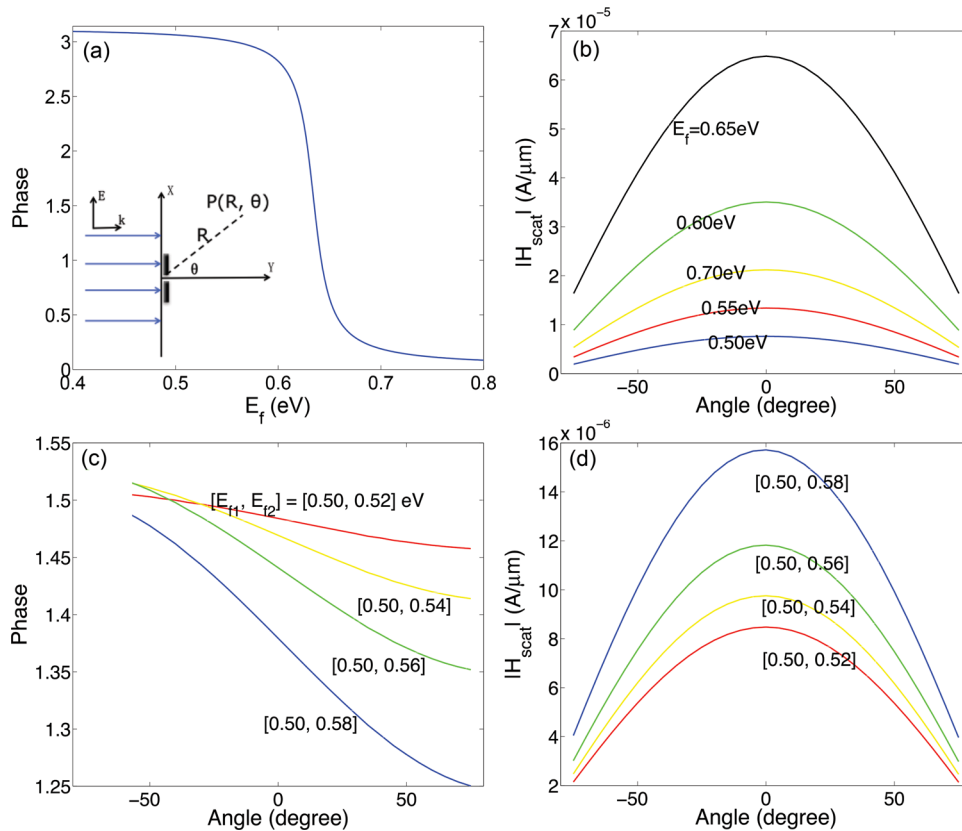 (a)
3
2.5
2
1.5
1
0.5
0
0.4
0.5
0.6
0.7
0.8
Phase
E_f (eV)
E
k
X
Y
P(R, θ)
R
θ
(b)
x 10^-5
7
6
5
4
3
2
1
0
−50
0
50
|H_scat| (A/μm)
Angle (degree)
E_f=0.65eV
0.60eV
0.70eV
0.55eV
0.50eV
(c)
1.55
1.5
1.45
1.4
1.35
1.3
1.25
−50
0
50
Phase
Angle (degree)
[E_f1, E_f2] = [0.50, 0.52] eV
[0.50, 0.54]
[0.50, 0.56]
[0.50, 0.58]
(d)
x 10^-6
16
14
12
10
8
6
4
2
−50
0
50
|H_scat| (A/μm)
Angle (degree)
[0.50, 0.58]
[0.50, 0.56]
[0.50, 0.54]
[0.50, 0.52]